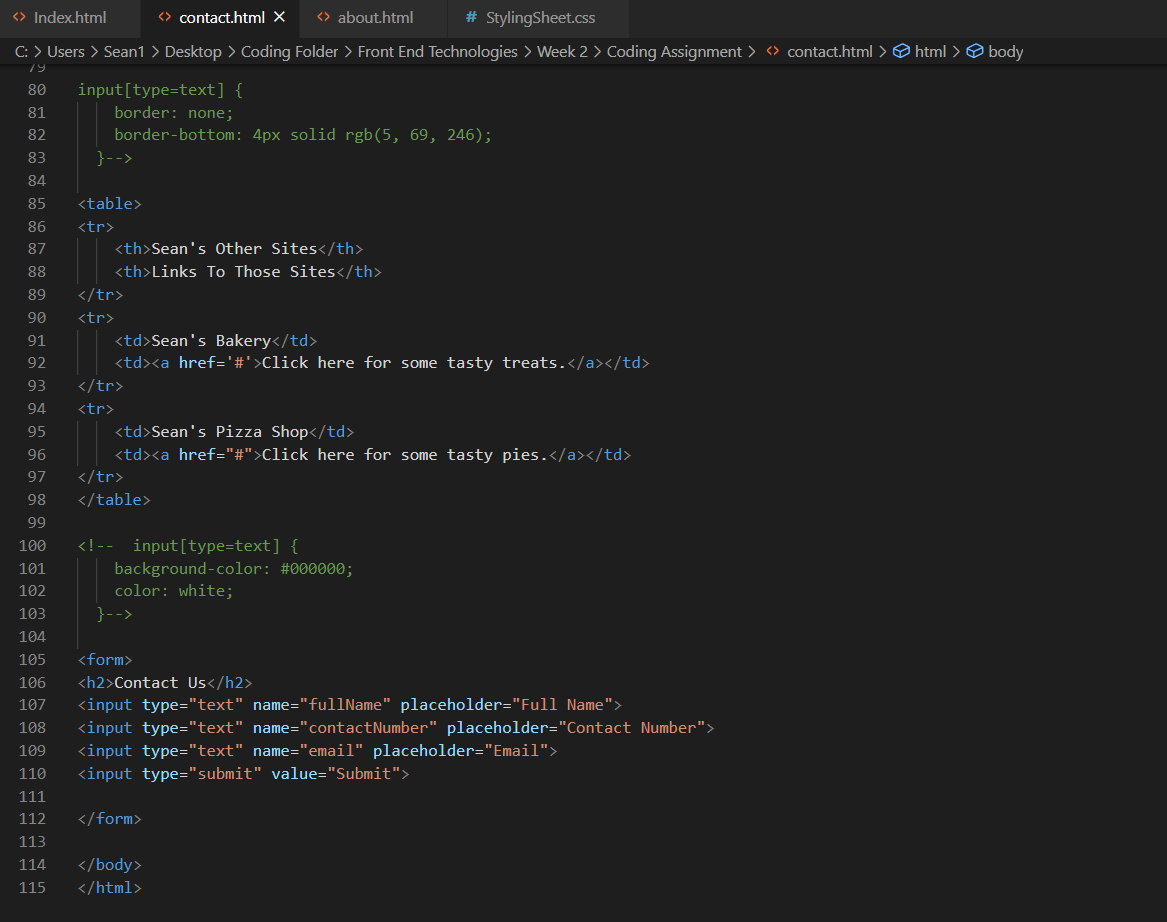 Index.html contact.html × about.html # StylingSheet.css
C: > Users > Sean1 > Desktop > Coding Folder > Front End Technologies > Week 2 > Coding Assignment > <> contact.html > html > body
79
80 input[type=text] {
81 border: none;
82 border-bottom: 4px solid rgb(5, 69, 246);
83 }-->
84
85 <table>
86 <tr>
87 <th>Sean's Other Sites</th>
88 <th>Links To Those Sites</th>
89 </tr>
90 <tr>
91 <td>Sean's Bakery</td>
92 <td><a href='#'>Click here for some tasty treats.</a></td>
93 </tr>
94 <tr>
95 <td>Sean's Pizza Shop</td>
96 <td><a href="#">Click here for some tasty pies.</a></td>
97 </tr>
98 </table>
99
100 <!--  input[type=text] {
101 background-color: #000000;
102 color: white;
103 }-->
104
105 <form>
106 <h2>Contact Us</h2>
107 <input type="text" name="fullName" placeholder="Full Name">
108 <input type="text" name="contactNumber" placeholder="Contact Number">
109 <input type="text" name="email" placeholder="Email">
110 <input type="submit" value="Submit">
111
112 </form>
113
114 </body>
115 </html>